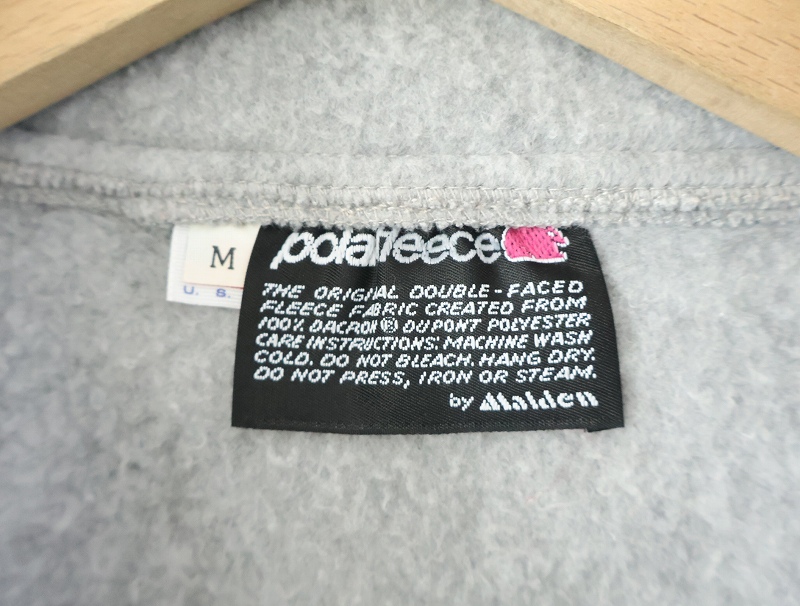 M
U. S.
polarfleece
THE ORIGINAL DOUBLE-FACED
FLEECE FABRIC CREATED FROM
100% DACRON ® DUPONT POLYESTER
CARE INSTRUCTIONS: MACHINE WASH
COLD. DO NOT BLEACH. HANG DRY.
DO NOT PRESS, IRON OR STEAM.
by Malden